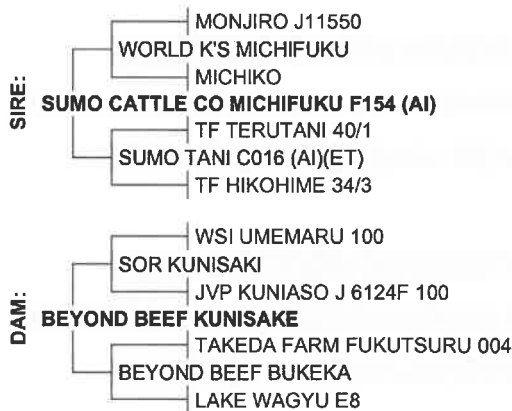 SIRE:
MONJIRO J11550
WORLD K'S MICHIFUKU
MICHIKO
SUMO CATTLE CO MICHIFUKU F154 (AI)
TF TERUTANI 40/1
SUMO TANI C016 (AI)(ET)
TF HIKOHIME 34/3
DAM:
WSI UMEMARU 100
SOR KUNISAKI
JVP KUNIASO J 6124F 100
BEYOND BEEF KUNISAKE
TAKEDA FARM FUKUTSURU 004
BEYOND BEEF BUKEKA
LAKE WAGYU E8